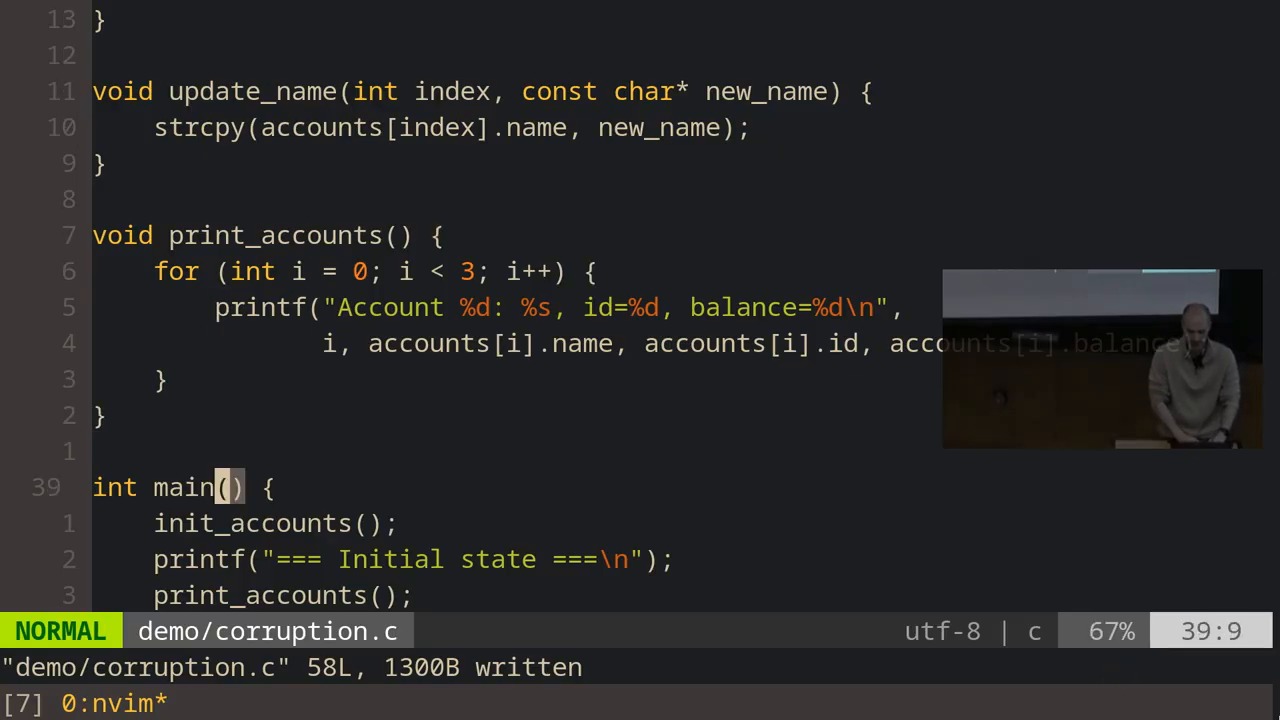 13 }
12
11 void update_name(int index, const char* new_name) {
10     strcpy(accounts[index].name, new_name);
9 }
8
7 void print_accounts() {
6     for (int i = 0; i < 3; i++) {
5         printf("Account %d: %s, id=%d, balance=%d\n",
4                i, accounts[i].name, accounts[i].id, accounts[i].balance
3     }
2 }
1
39 int main() {
1     init_accounts();
2     printf("=== Initial state ===\n");
3     print_accounts();
NORMAL demo/corruption.c utf-8 | c 67% 39:9
"demo/corruption.c" 58L, 1300B written
[7] 0:nvim*